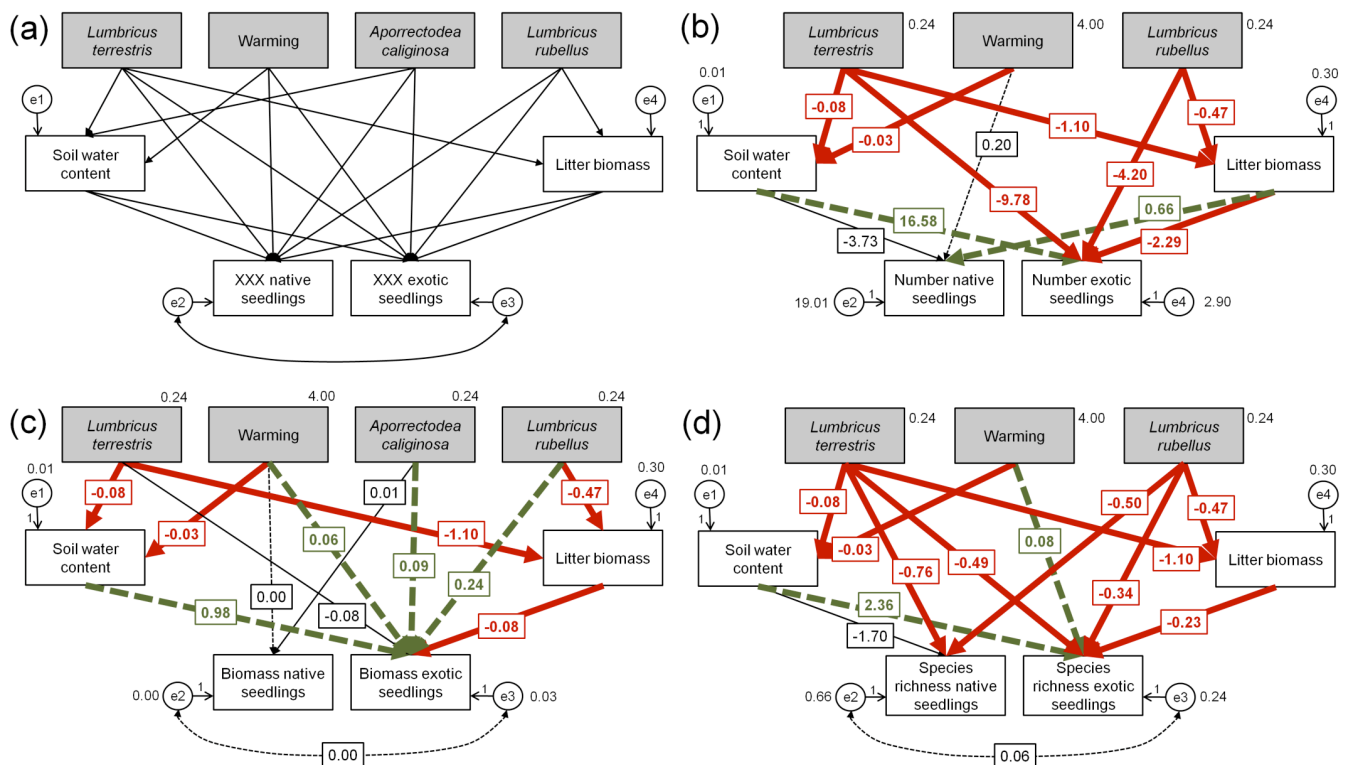 (a)
Lumbricus
terrestris
Warming
Aporrectodea
caliginosa
Lumbricus
rubellus
e1
e4
Soil water
content
Litter biomass
XXX native
seedlings
XXX exotic
seedlings
e2
e3
(b)
Lumbricus
terrestris
0.24
Warming
4.00
Lumbricus
rubellus
0.24
0.01
e1
1
0.30
e4
1
-0.08
-0.03
-1.10
-0.47
0.20
Soil water
content
Litter biomass
-4.20
-9.78
16.58
0.66
-3.73
-2.29
Number native
seedlings
Number exotic
seedlings
19.01
e2
1
1
e4
2.90
(c)
0.24
Lumbricus
terrestris
4.00
Warming
0.24
Aporrectodea
caliginosa
0.24
Lumbricus
rubellus
0.01
e1
1
0.30
e4
1
-0.08
-0.03
0.01
-0.47
-1.10
0.06
0.09
0.24
Soil water
content
Litter biomass
0.98
0.00
-0.08
-0.08
Biomass native
seedlings
Biomass exotic
seedlings
0.00
e2
1
1
e3
0.03
0.00
(d)
Lumbricus
terrestris
0.24
Warming
4.00
Lumbricus
rubellus
0.24
0.01
e1
1
0.30
e4
1
-0.08
-0.50
-0.47
-0.03
0.08
-1.10
Soil water
content
Litter biomass
-0.76
-0.49
-0.34
2.36
-1.70
-0.23
Species
richness native
seedlings
Species
richness exotic
seedlings
0.66
e2
1
1
e3
0.24
0.06